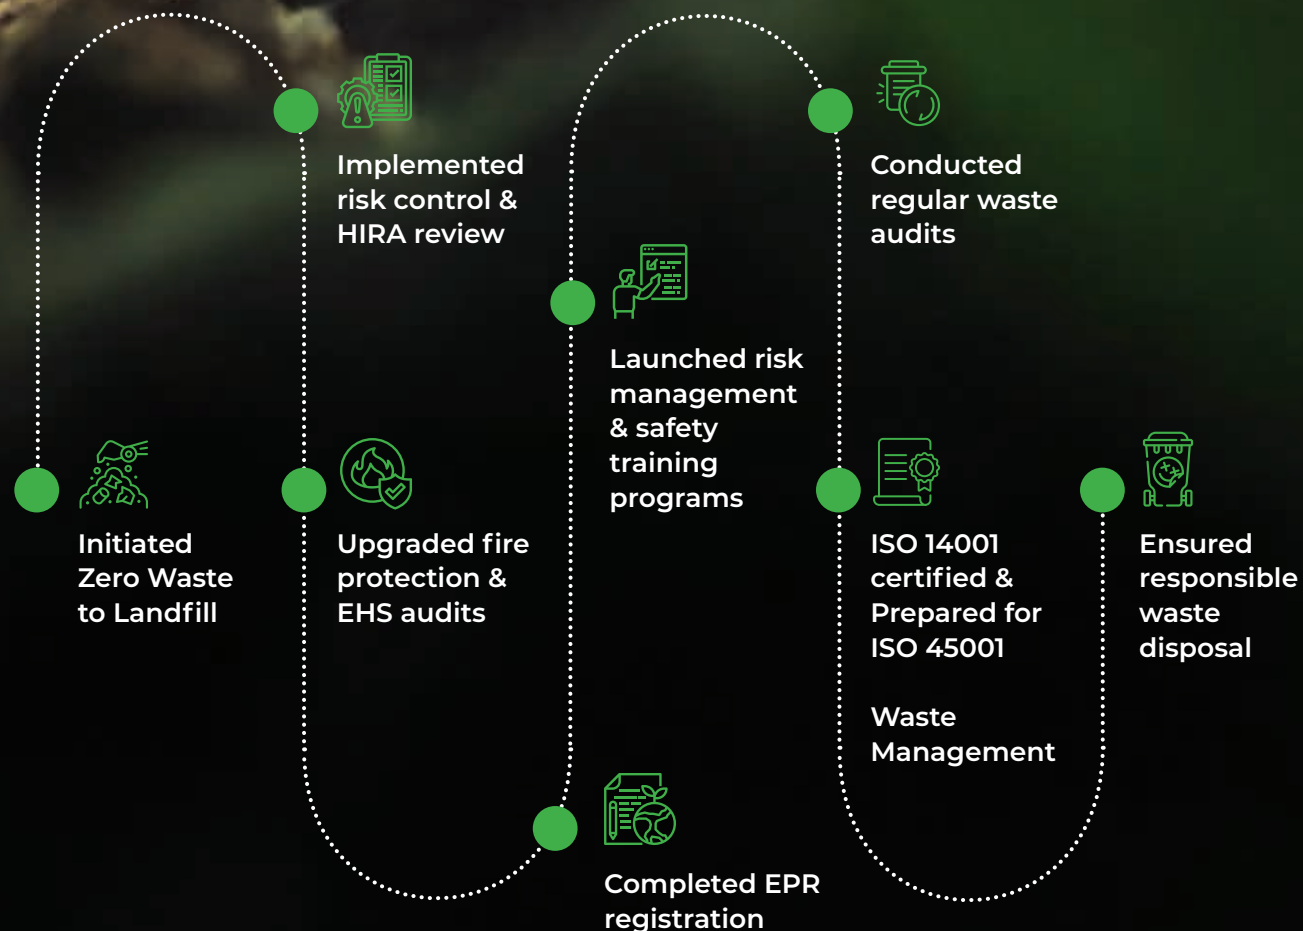 Initiated
Zero Waste
to Landfill
Implemented
risk control &
HIRA review
Upgraded fire
protection &
EHS audits
Completed EPR
registration
Launched risk
management
& safety
training
programs
Conducted
regular waste
audits
ISO 14001
certified &
Prepared for
ISO 45001
Waste
Management
Ensured
responsible
waste
disposal